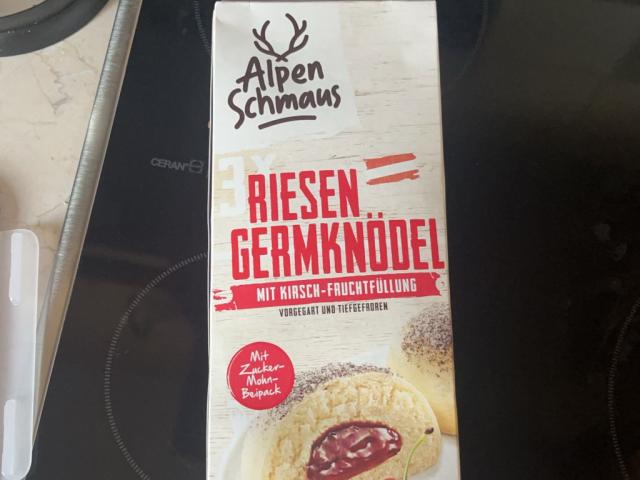 Alpen
Schmaus
CERAN®
3x
RIESEN
GERMKNÖDEL
MIT KIRSCH-FRUCHTFÜLLUNG
VORGEGART UND TIEFGEFROREN
Mit
Zucker-
Mohn-
Beipack